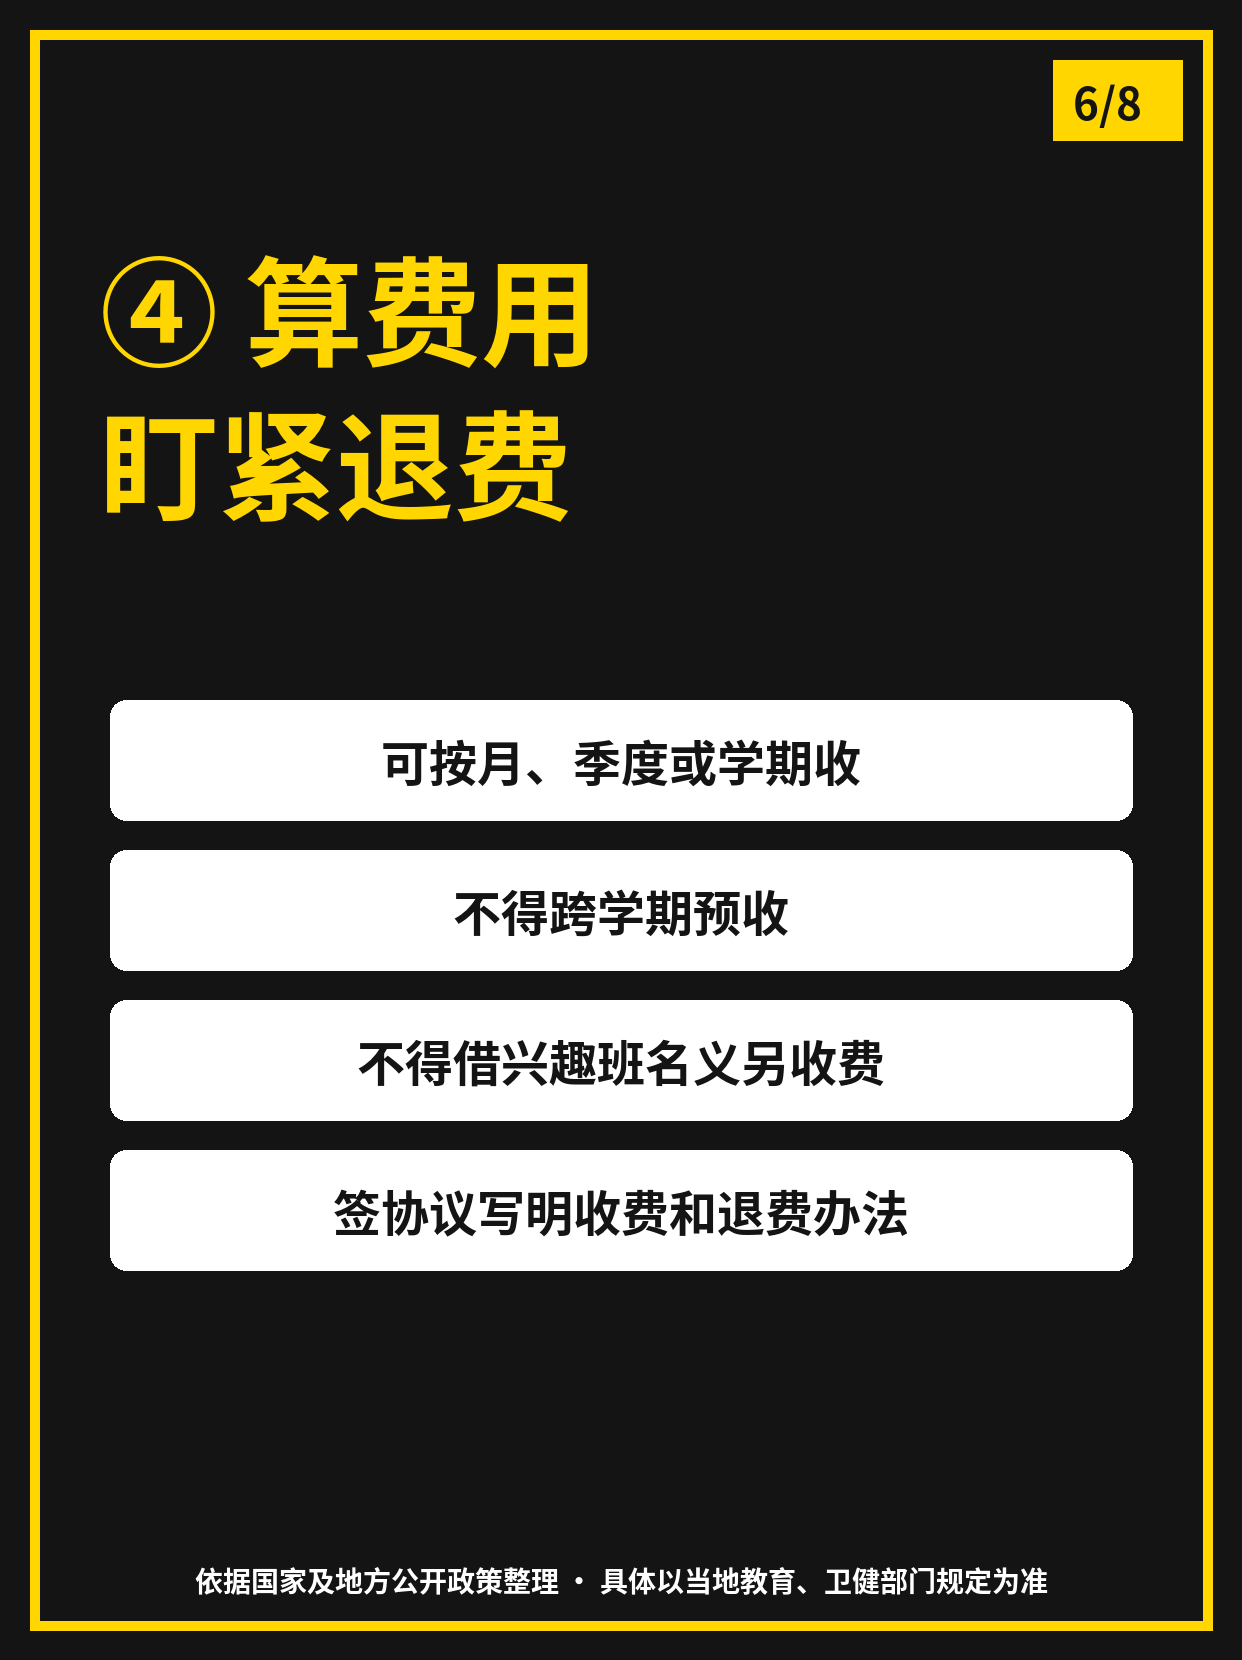 6/8
④ 算费用
盯紧退费
可按月、季度或学期收
不得跨学期预收
不得借兴趣班名义另收费
签协议写明收费和退费办法
依据国家及地方公开政策整理 · 具体以当地教育、卫健部门规定为准